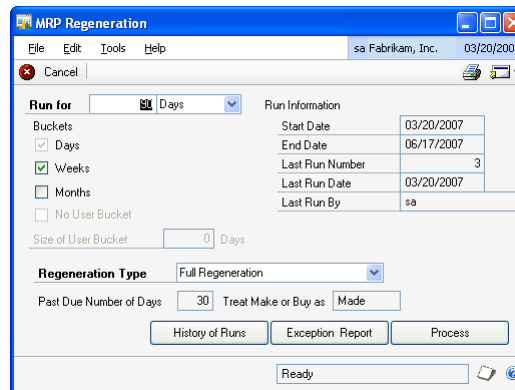 MRP Regeneration
File Edit Tools Help sa Fabrikam, Inc. 03/20/200
Cancel
Run for 90 Days Run Information
Buckets Start Date 03/20/2007
Days End Date 06/17/2007
Weeks Last Run Number 3
Months Last Run Date 03/20/2007
No User Bucket Last Run By sa
Size of User Bucket 0 Days
Regeneration Type Full Regeneration
Past Due Number of Days 30 Treat Make or Buy as Made
History of Runs Exception Report Process
Ready